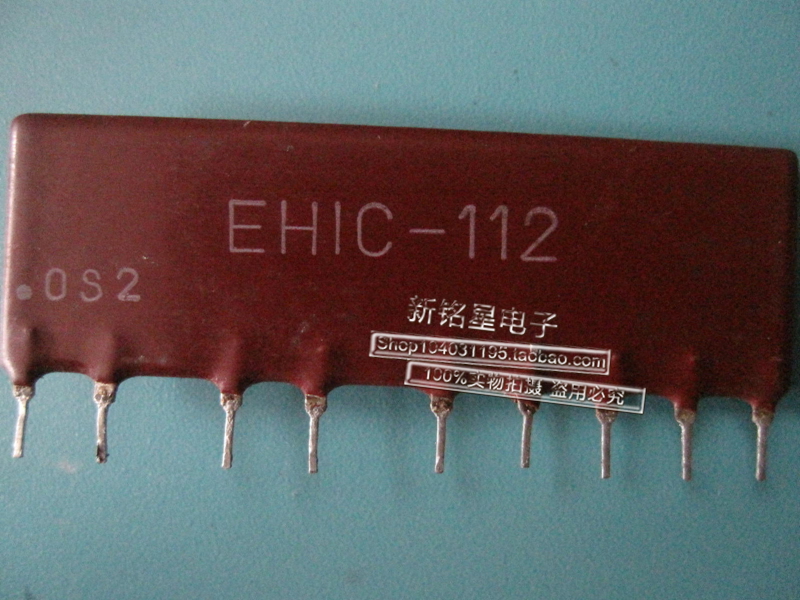 EHIC-112
.0S2
新铭星电子
Shop104031195.taobao.com
100%实物拍摄 盗用必究